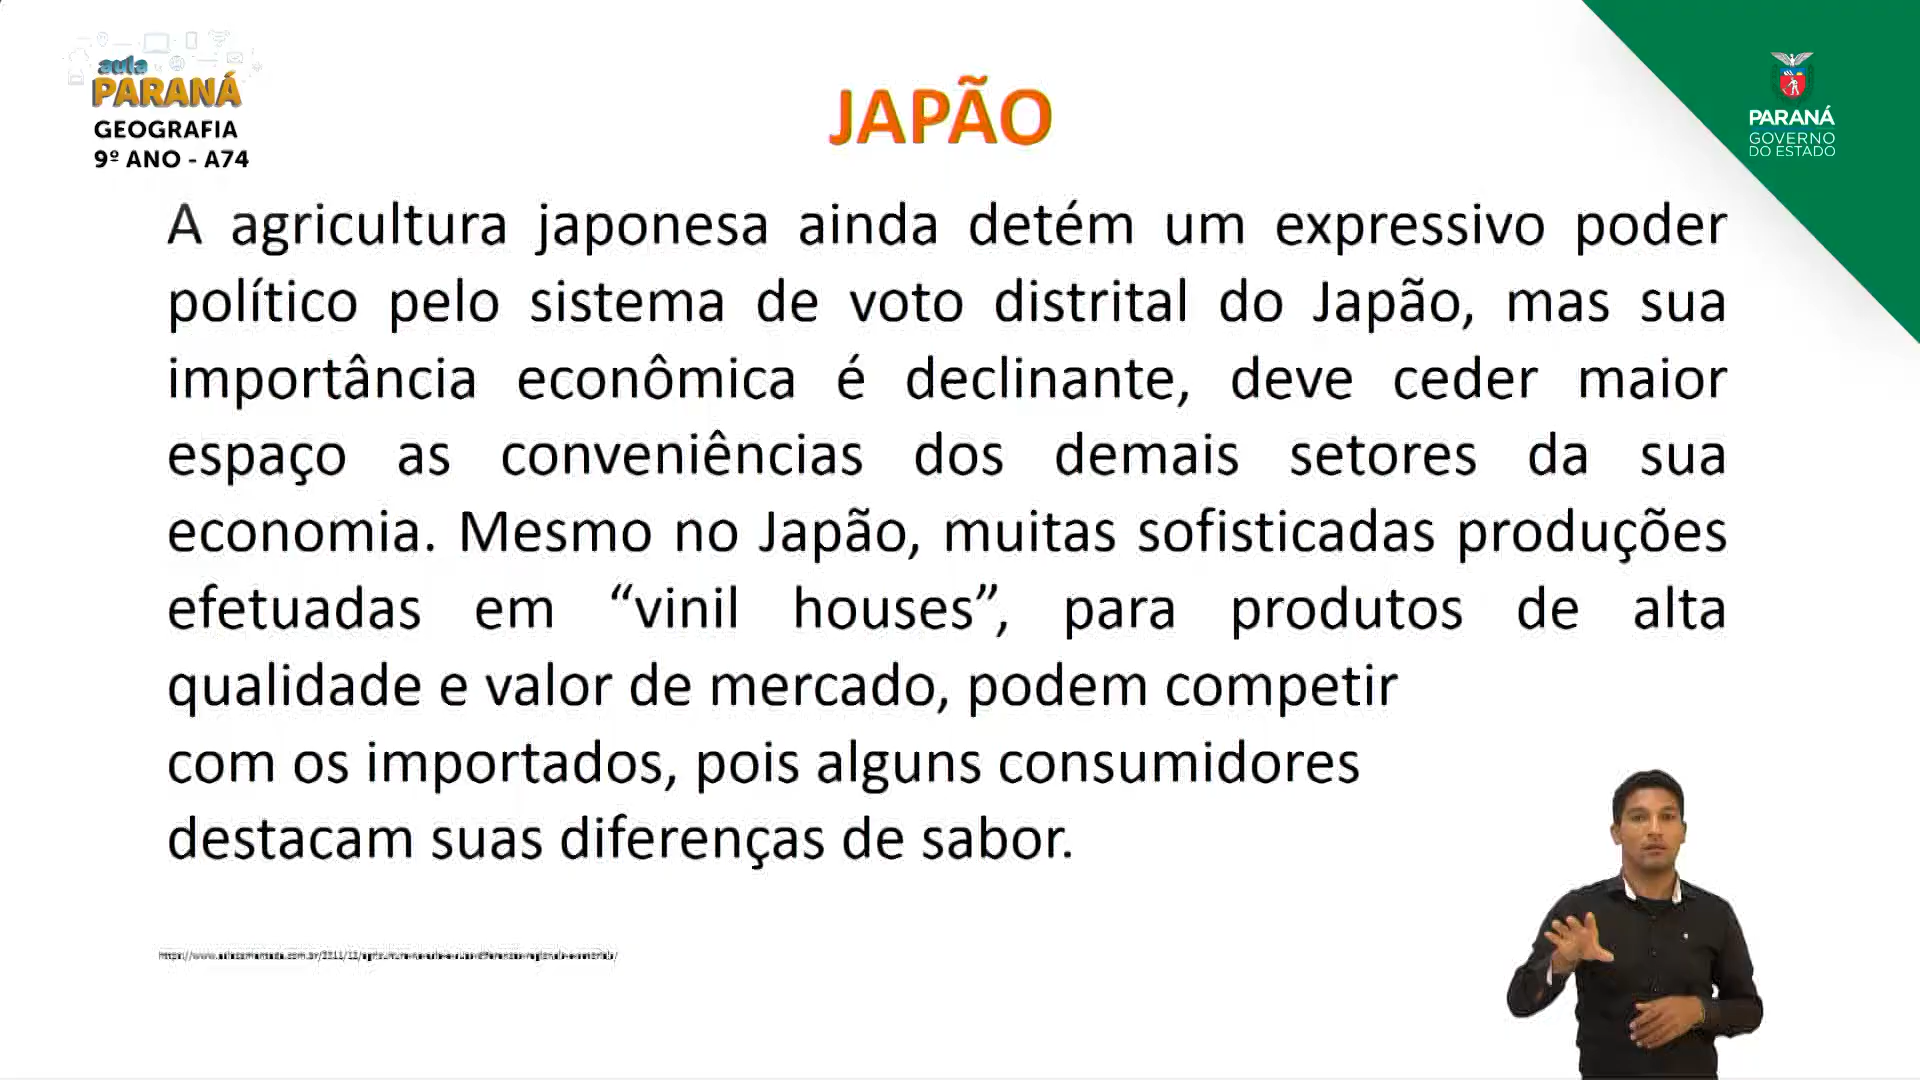 aula
PARANÁ
GEOGRAFIA
9º ANO - A74
JAPÃO
PARANÁ
GOVERNO
DO ESTADO
A agricultura japonesa ainda detém um expressivo poder
político pelo sistema de voto distrital do Japão, mas sua
importância econômica é declinante, deve ceder maior
espaço as conveniências dos demais setores da sua
economia. Mesmo no Japão, muitas sofisticadas produções
efetuadas em “vinil houses”, para produtos de alta
qualidade e valor de mercado, podem competir
com os importados, pois alguns consumidores
destacam suas diferenças de sabor.